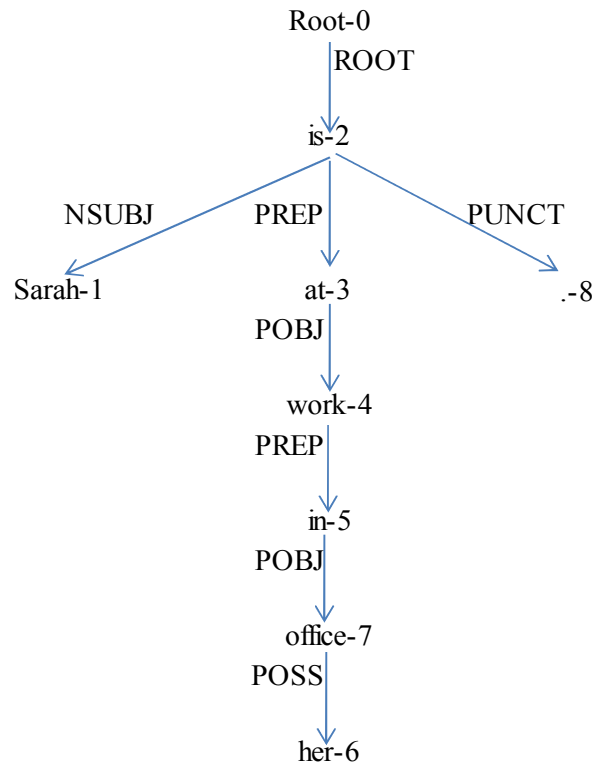 Root-0
ROOT
is-2
NSUBJ PREP PUNCT
Sarah-1 at-3 .-8
POBJ
work-4
PREP
in-5
POBJ
office-7
POSS
her-6